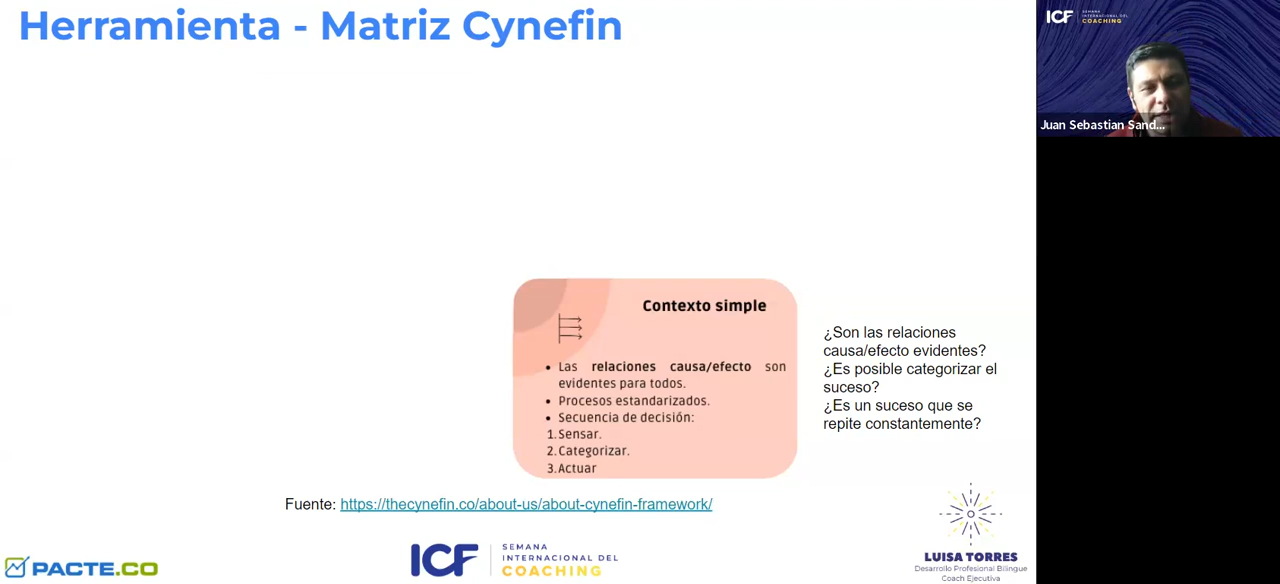 Herramienta - Matriz Cynefin
ICF
SEMANA
INTERNACIONAL DEL
COACHING
Juan Sebastian Sand...
Contexto simple
• Las relaciones causa/efecto son
evidentes para todos.
• Procesos estandarizados.
• Secuencia de decisión:
1. Sensar.
2. Categorizar.
3. Actuar
¿Son las relaciones
causa/efecto evidentes?
¿Es posible categorizar el
suceso?
¿Es un suceso que se
repite constantemente?
Fuente: https://thecynefin.co/about-us/about-cynefin-framework/
PACTE.CO
ICF
SEMANA
INTERNACIONAL DEL
COACHING
LUISA TORRES
Desarrollo Profesional Bilingüe
Coach Ejecutiva